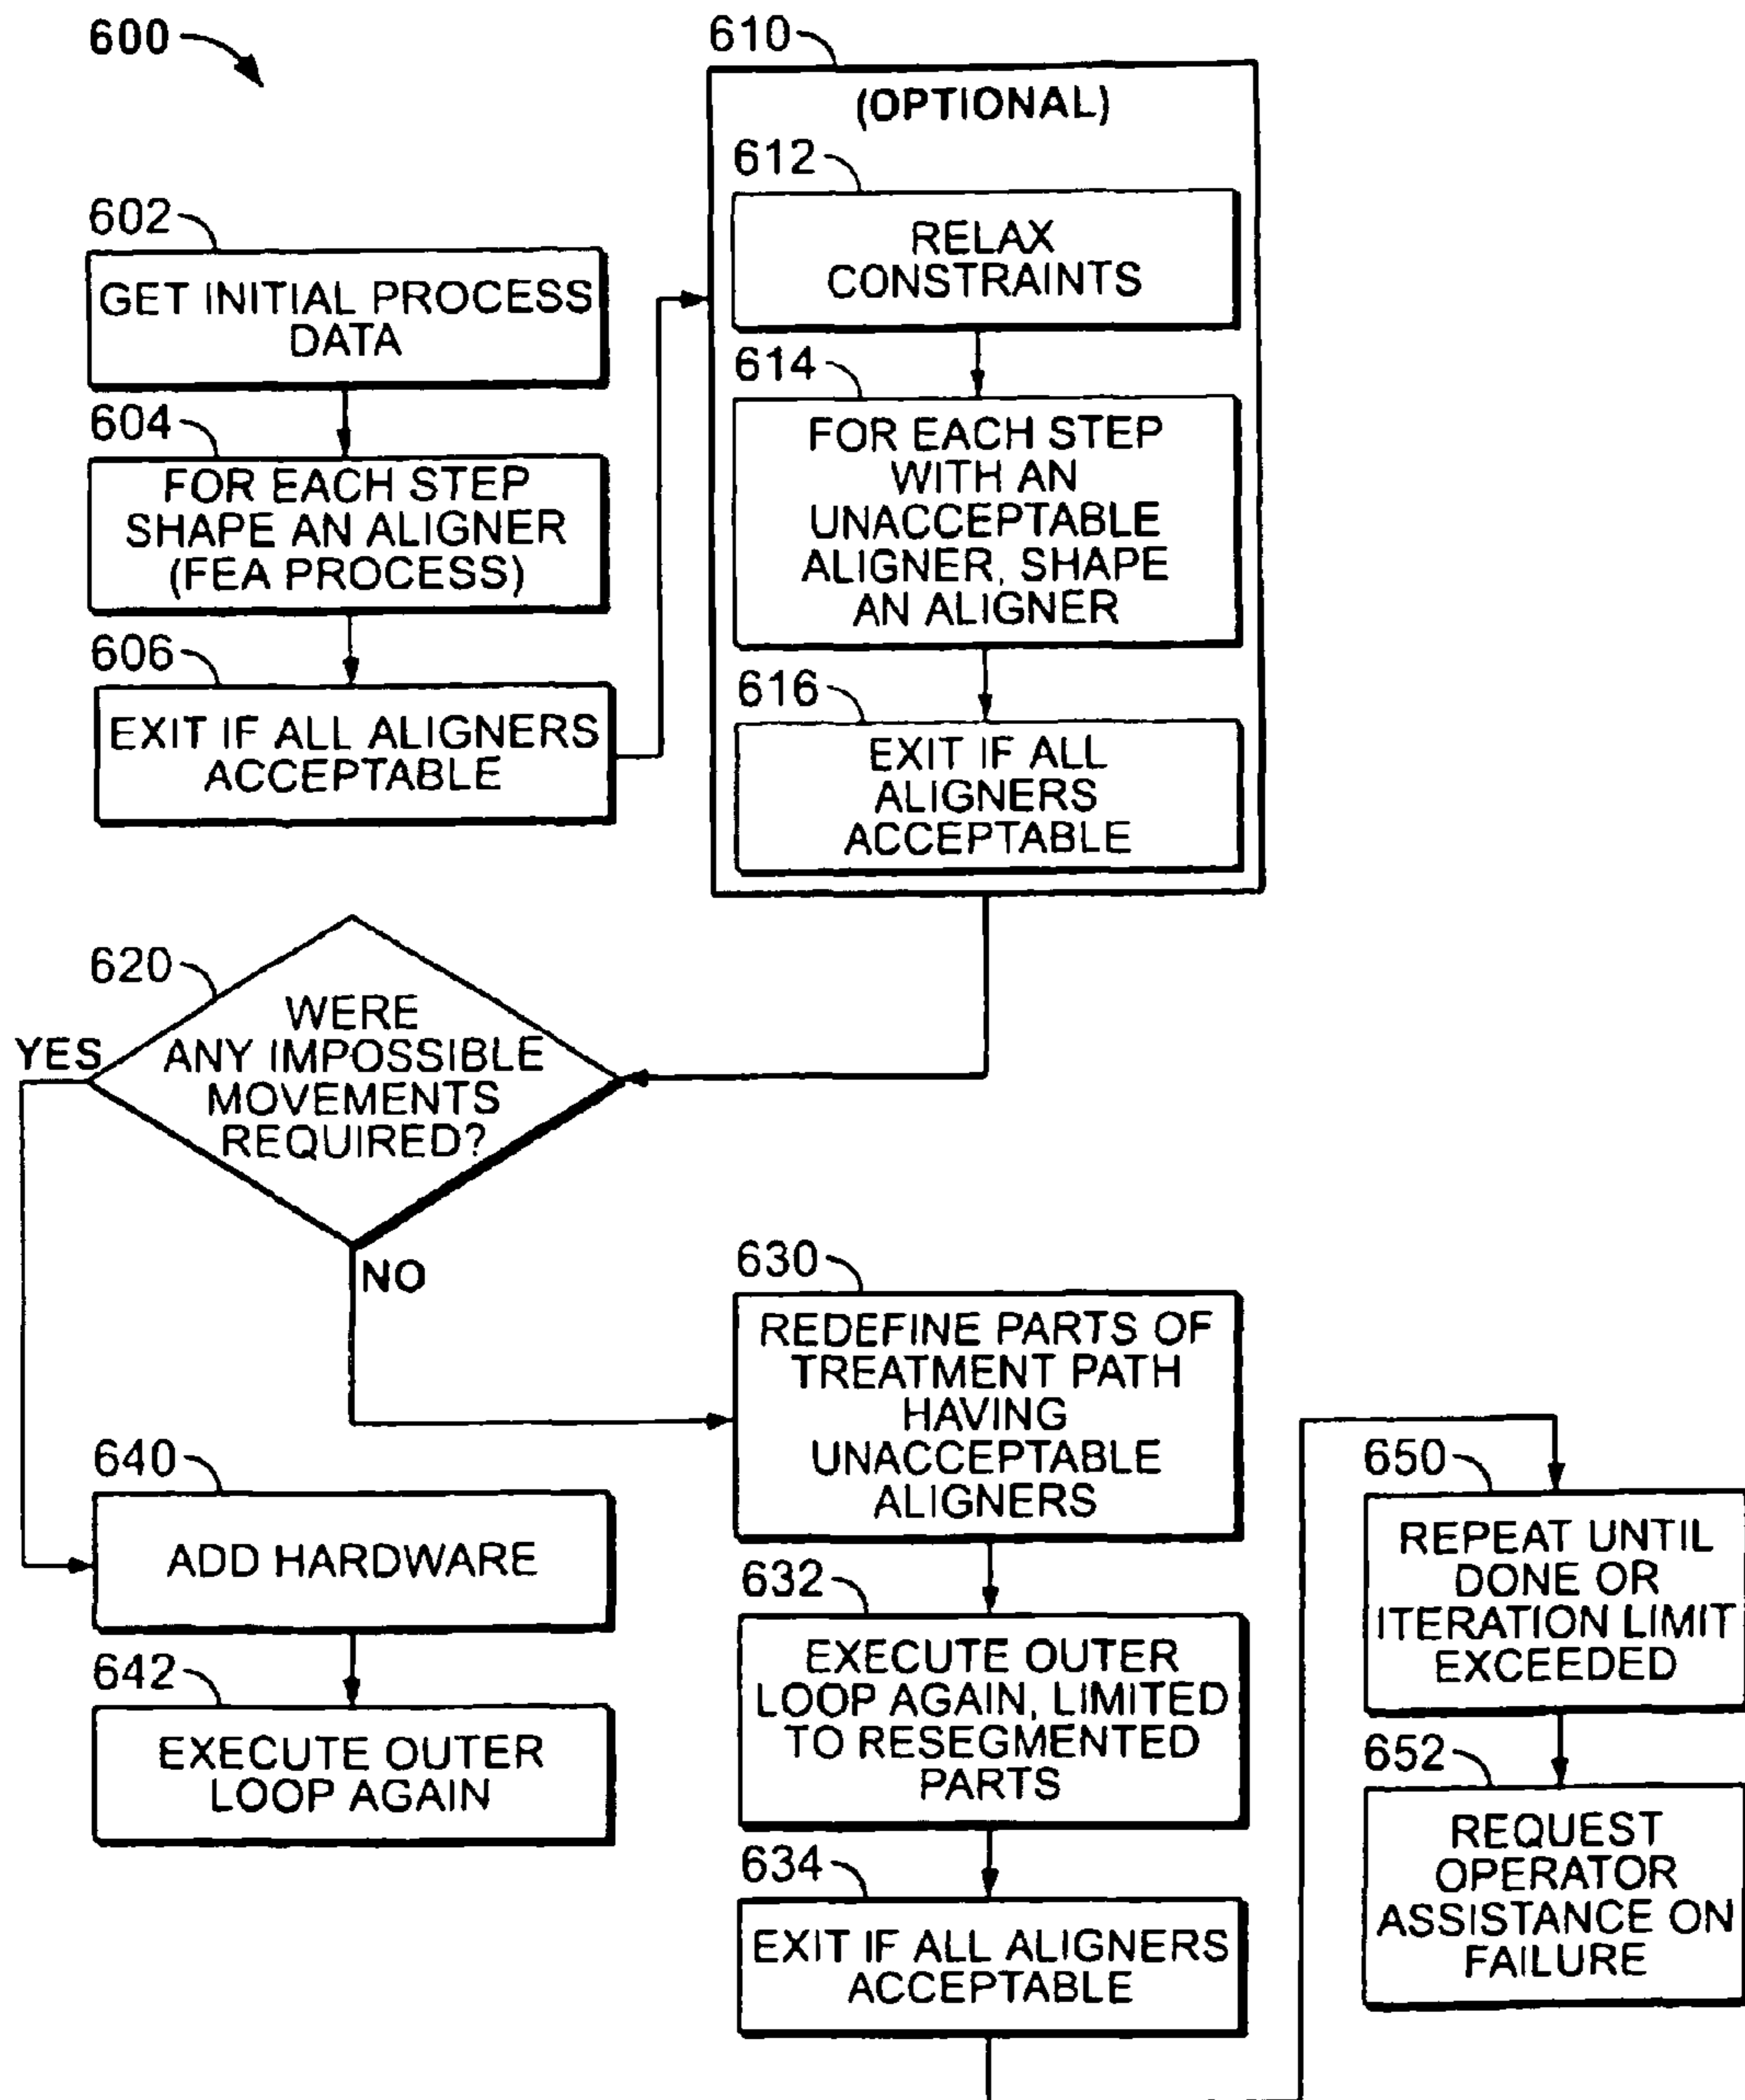 600
602
GET INITIAL PROCESS
DATA
604
FOR EACH STEP
SHAPE AN ALIGNER
(FEA PROCESS)
606
EXIT IF ALL ALIGNERS
ACCEPTABLE
610
(OPTIONAL)
612
RELAX
CONSTRAINTS
614
FOR EACH STEP
WITH AN
UNACCEPTABLE
ALIGNER, SHAPE
AN ALIGNER
616
EXIT IF ALL
ALIGNERS
ACCEPTABLE
620
WERE
ANY IMPOSSIBLE
MOVEMENTS
REQUIRED?
YES
NO
640
ADD HARDWARE
642
EXECUTE OUTER
LOOP AGAIN
630
REDEFINE PARTS OF
TREATMENT PATH
HAVING
UNACCEPTABLE
ALIGNERS
632
EXECUTE OUTER
LOOP AGAIN, LIMITED
TO RESEGMENTED
PARTS
634
EXIT IF ALL ALIGNERS
ACCEPTABLE
650
REPEAT UNTIL
DONE OR
ITERATION LIMIT
EXCEEDED
652
REQUEST
OPERATOR
ASSISTANCE ON
FAILURE